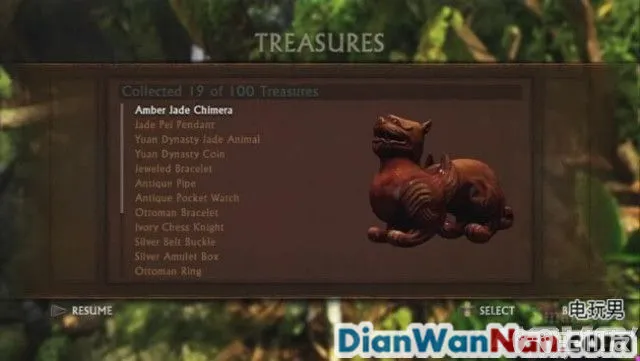 TREASURES
Collected 19 of 100 Treasures
Amber Jade Chimera
Jade Pei Pendant
Yuan Dynasty Jade Animal
Yuan Dynasty Coin
Jeweled Bracelet
Antique Pipe
Antique Pocket Watch
Ottoman Bracelet
Ivory Chess Knight
Silver Belt Buckle
Silver Amulet Box
Ottoman Ring
RESUME
SELECT
电玩男
DianWanNan.com